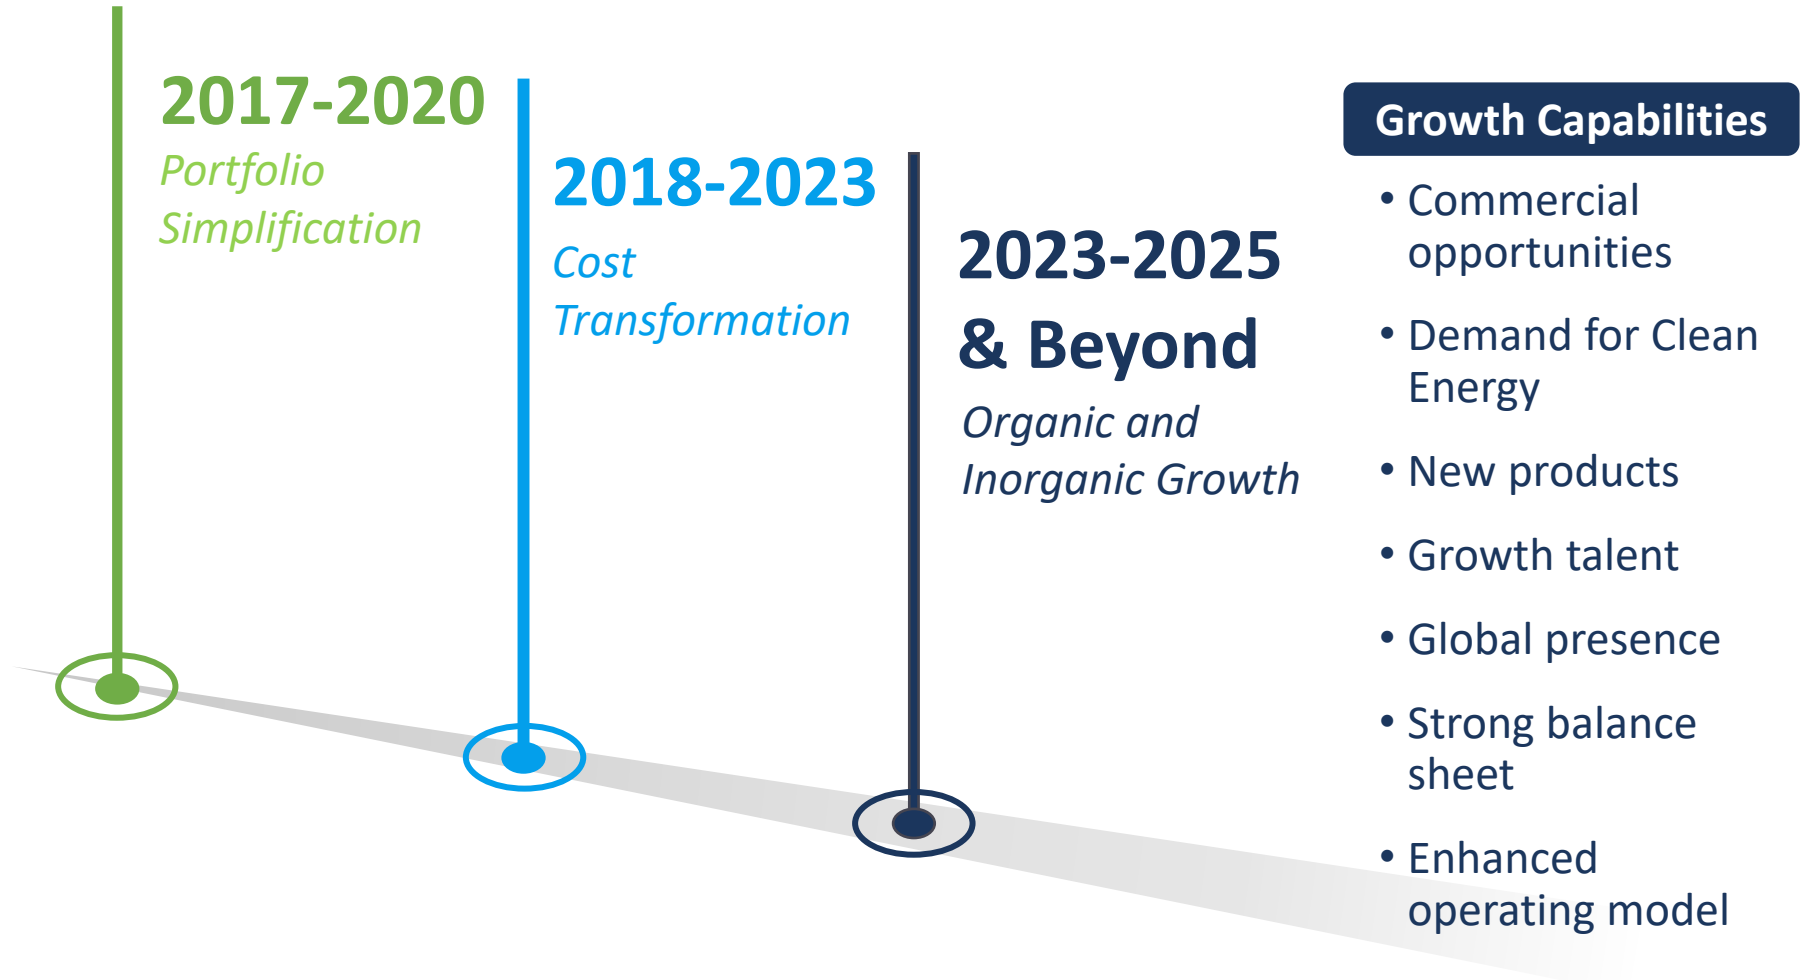 2017-2020
Portfolio
Simplification
2018-2023
Cost
Transformation
2023-2025
& Beyond
Organic and
Inorganic Growth
Growth Capabilities
• Commercial
opportunities
• Demand for Clean
Energy
• New products
• Growth talent
• Global presence
• Strong balance
sheet
• Enhanced
operating model